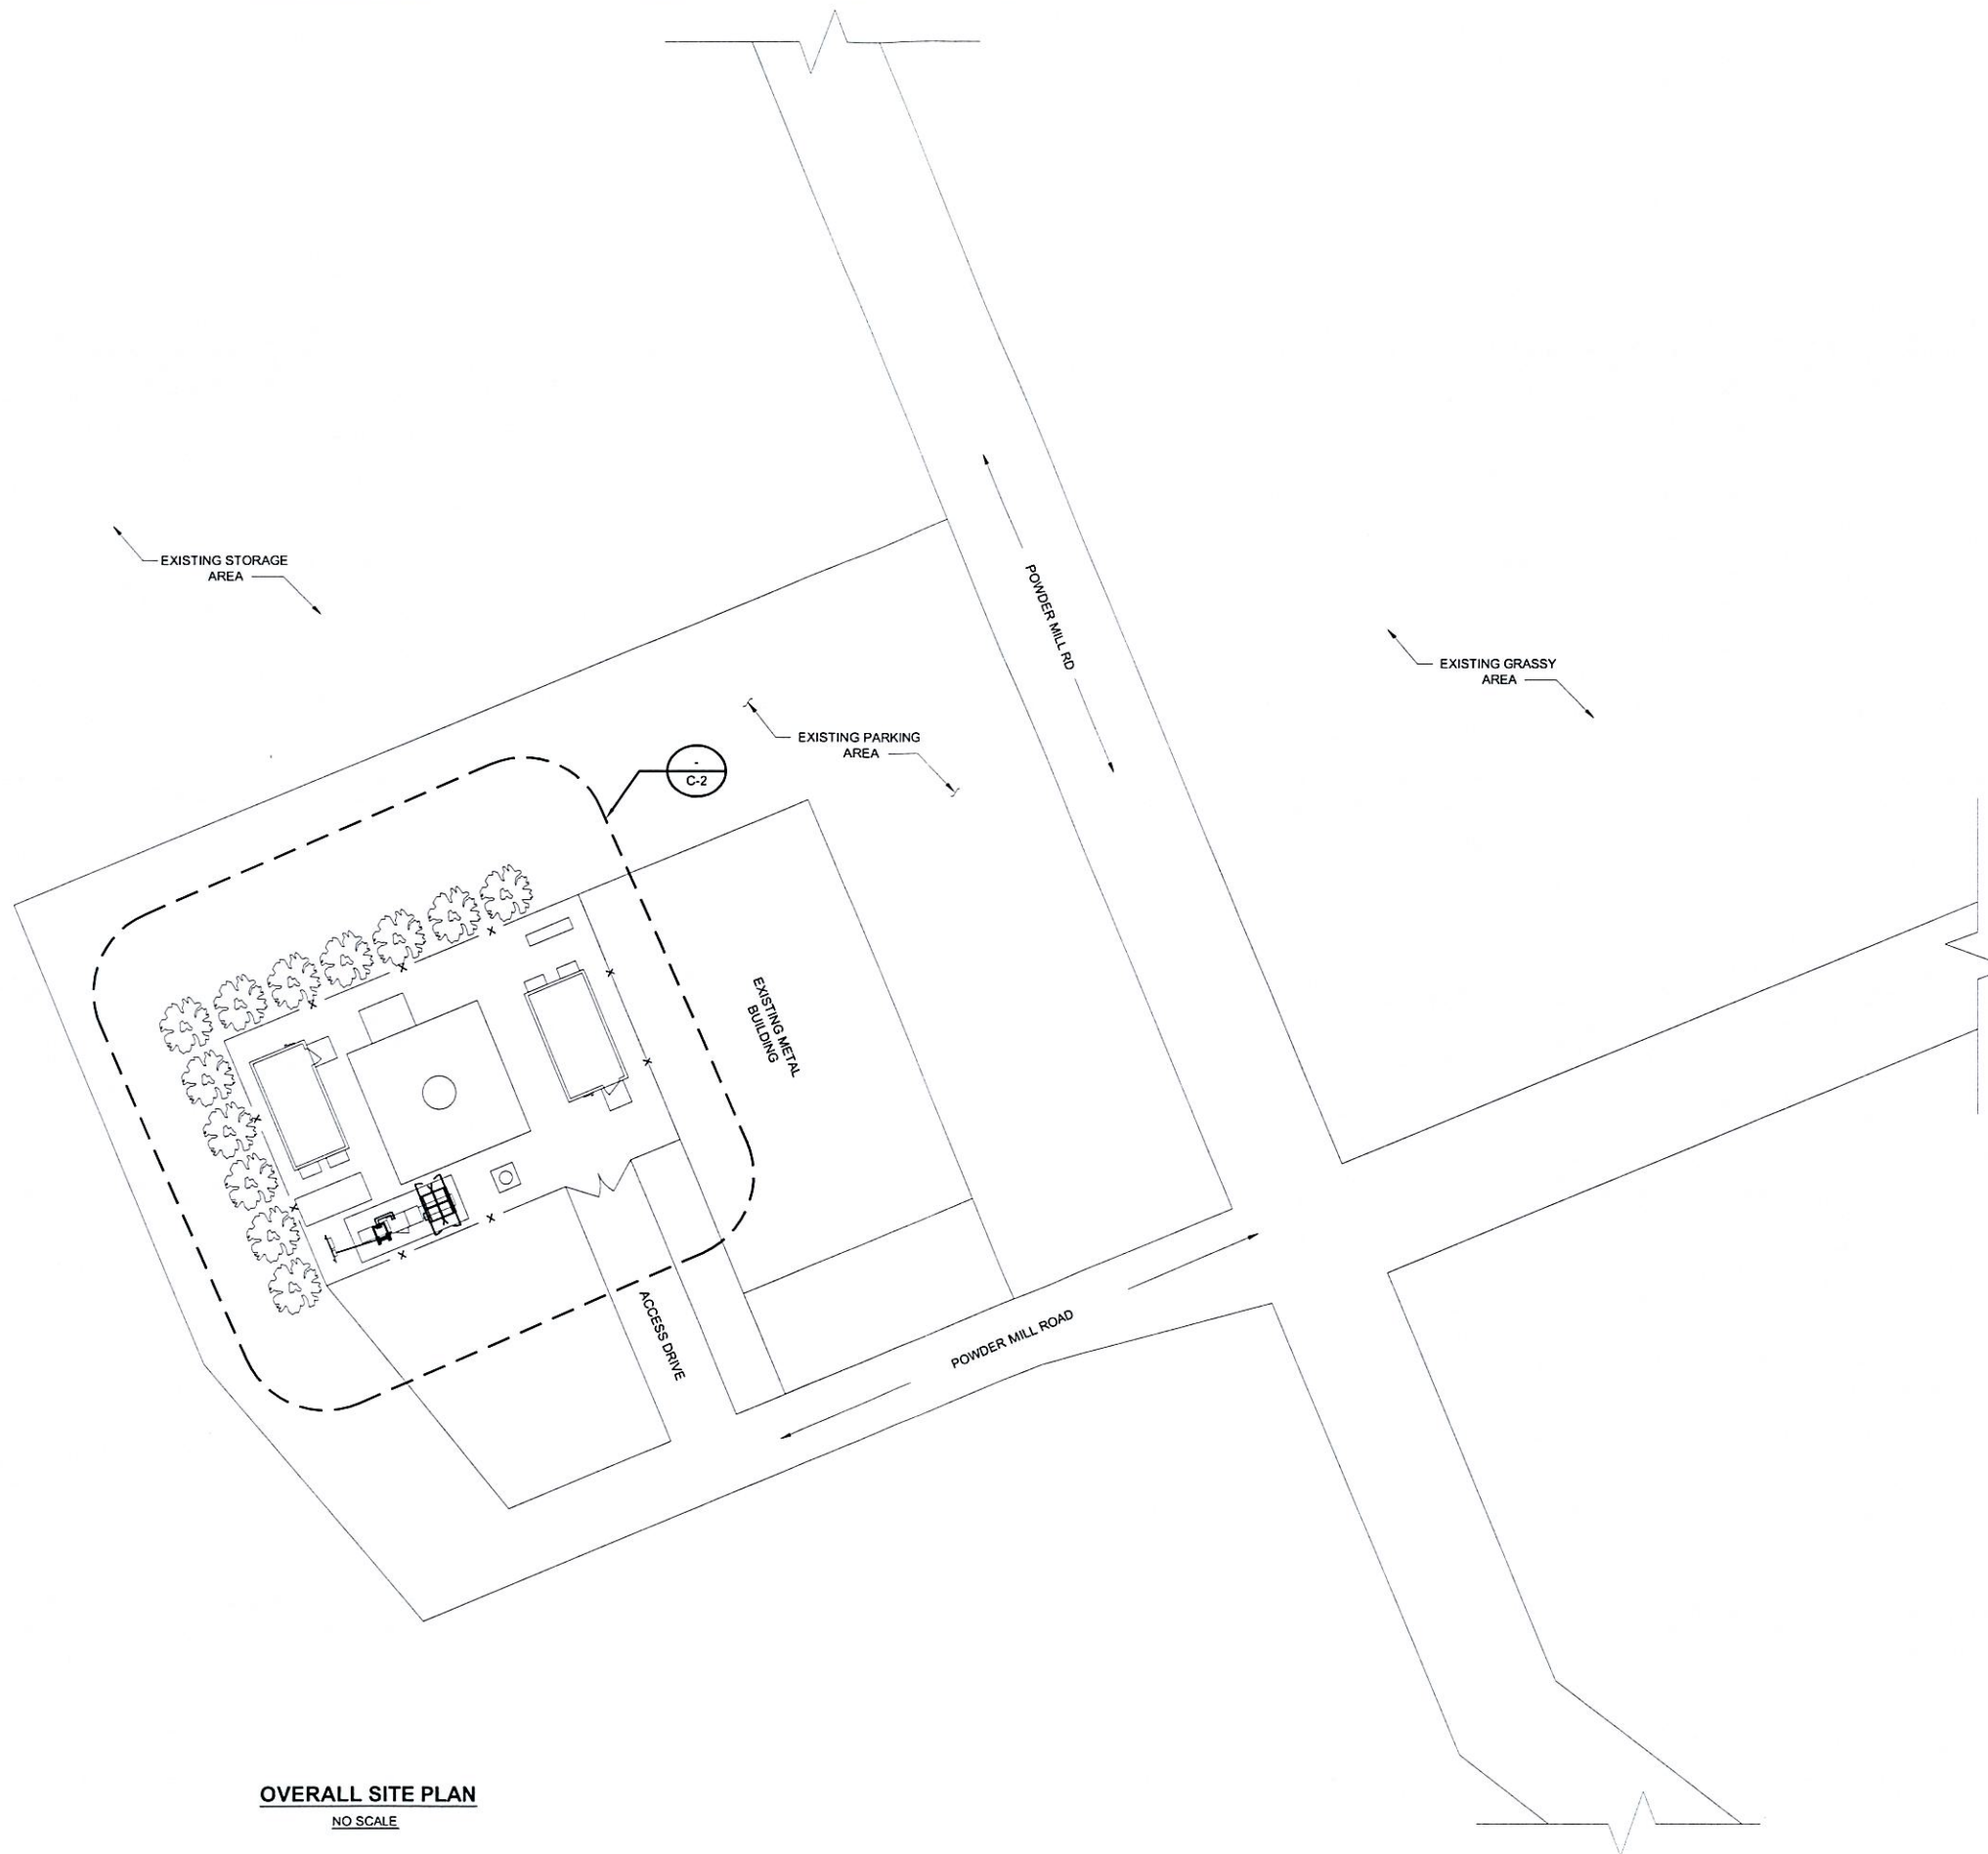 EXISTING STORAGE
AREA
POWDER MILL RD
EXISTING GRASSY
AREA
EXISTING PARKING
AREA
-
C-2
EXISTING METAL
BUILDING
ACCESS DRIVE
POWDER MILL ROAD
OVERALL SITE PLAN
NO SCALE